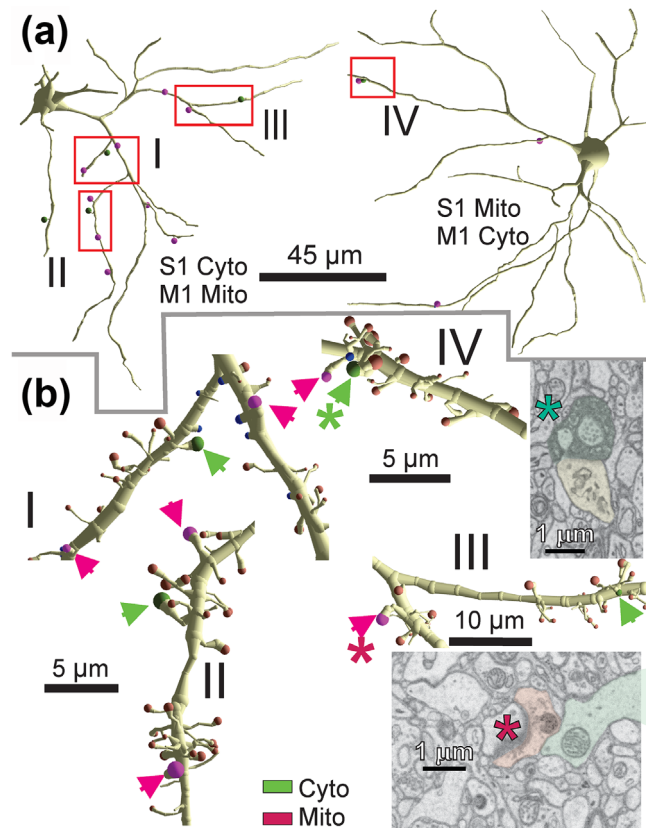 (a)
III
I
IV
II
S1 Cyto
M1 Mito
45 µm
S1 Mito
M1 Cyto
(b)
IV
*
*
5 µm
1 µm
I
III
10 µm
*
II
5 µm
*
1 µm
Cyto
Mito